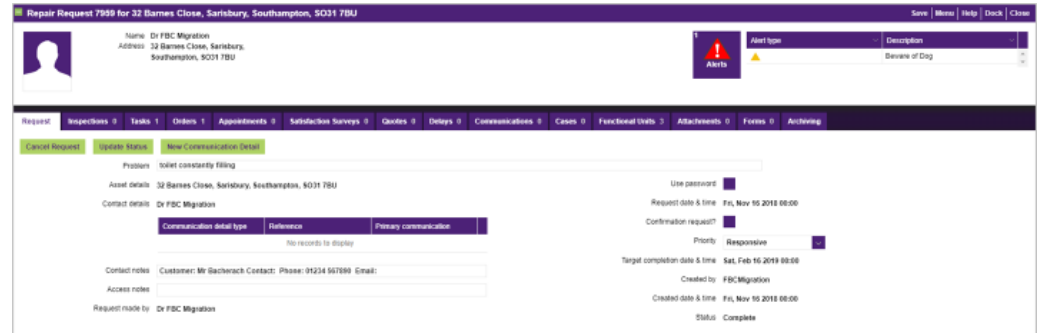 Repair Request 7959 for 32 Barnes Close, Sarisbury, Southampton, SO31 7BU
Save Menu Help Dock Close
Name Dr FBC Migration
Address 32 Barnes Close, Sarisbury,
Southampton, SO31 7BU
1
Alerts
Alert type Description
Beware of Dog
Request Inspections 0 Tasks 1 Orders 1 Appointments 0 Satisfaction Surveys 0 Quotes 0 Delays 0 Communications 0 Cases 0 Functional Units 3 Attachments 0 Forms 0 Archiving
Cancel Request Update Status New Communication Detail
Problem toilet constantly filling
Asset details 32 Barnes Close, Sarisbury, Southampton, SO31 7BU
Contact details Dr FBC Migration
Communication detail type Reference Primary communication
No records to display
Contact notes Customer: Mr Bacherach Contact: Phone: 01234 567890 Email:
Access notes
Request made by Dr FBC Migration
Use password
Request date & time Fri, Nov 16 2018 00:00
Confirmation request?
Priority Responsive
Target completion date & time Sat, Feb 16 2019 00:00
Created by FBCMigration
Created date & time Fri, Nov 16 2018 00:00
Status Complete